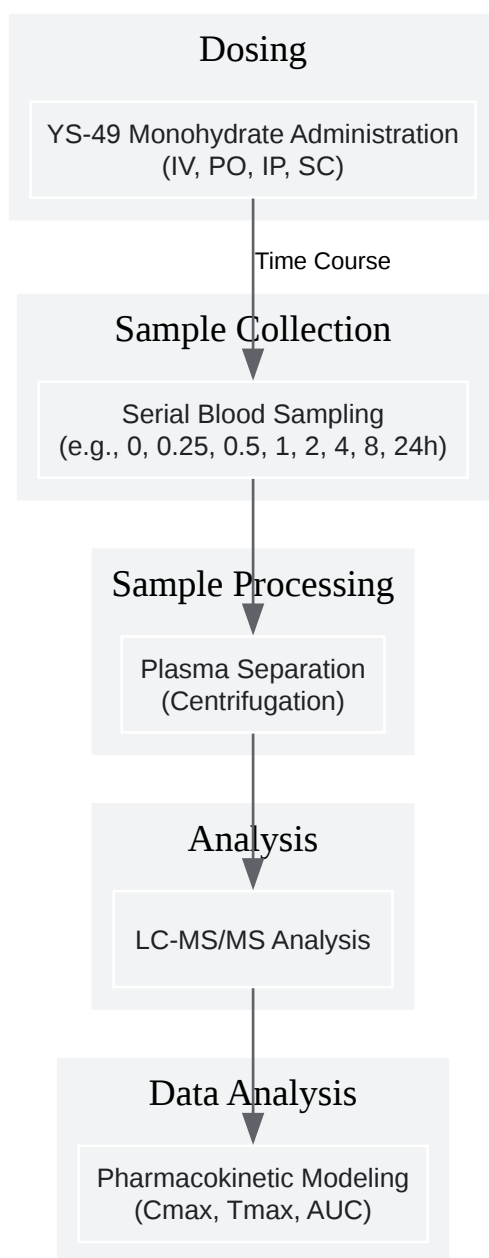 Dosing
YS-49 Monohydrate Administration
(IV, PO, IP, SC)
Time Course
Sample Collection
Serial Blood Sampling
(e.g., 0, 0.25, 0.5, 1, 2, 4, 8, 24h)
Sample Processing
Plasma Separation
(Centrifugation)
Analysis
LC-MS/MS Analysis
Data Analysis
Pharmacokinetic Modeling
(Cmax, Tmax, AUC)